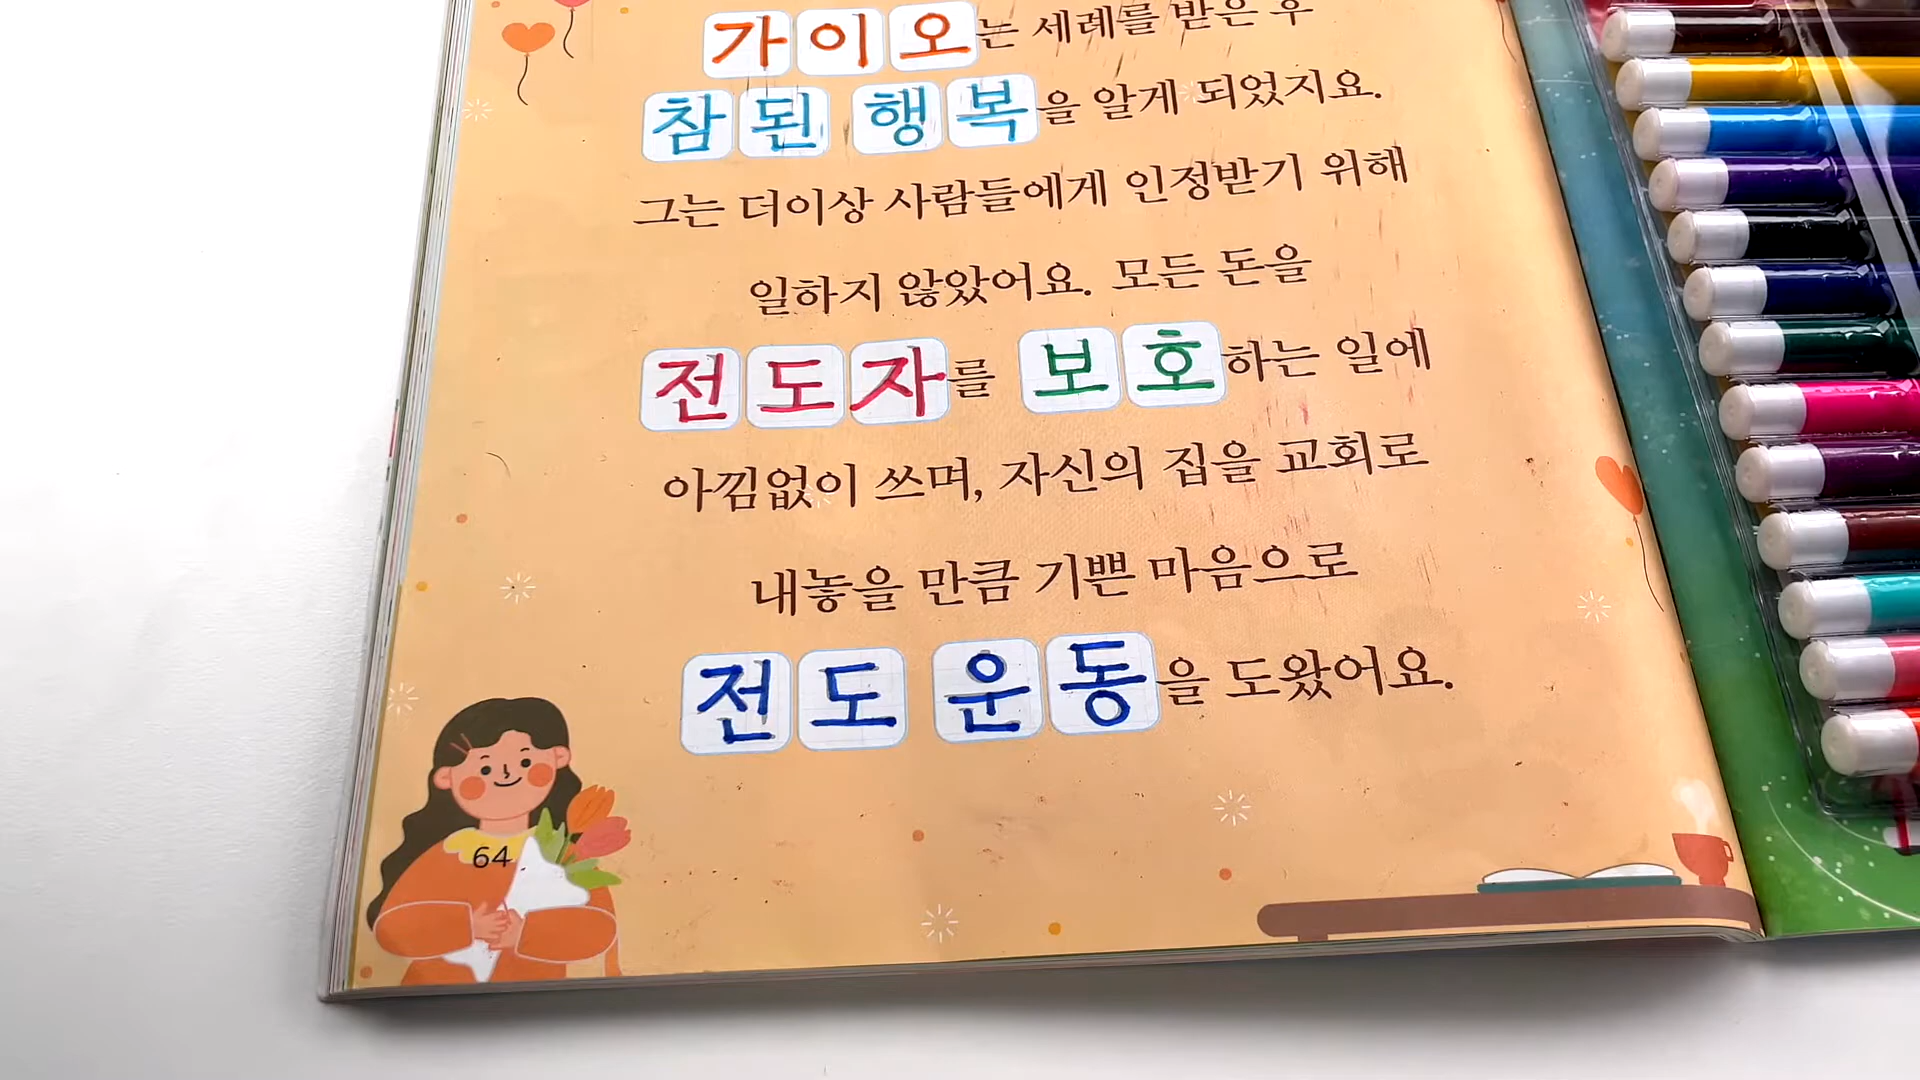 가이오는 세례를 받은 후
참된 행복을 알게 되었지요.
그는 더이상 사람들에게 인정받기 위해
일하지 않았어요. 모든 돈을
전도자를 보호하는 일에
아낌없이 쓰며, 자신의 집을 교회로
내놓을 만큼 기쁜 마음으로
전도 운동을 도왔어요.
64